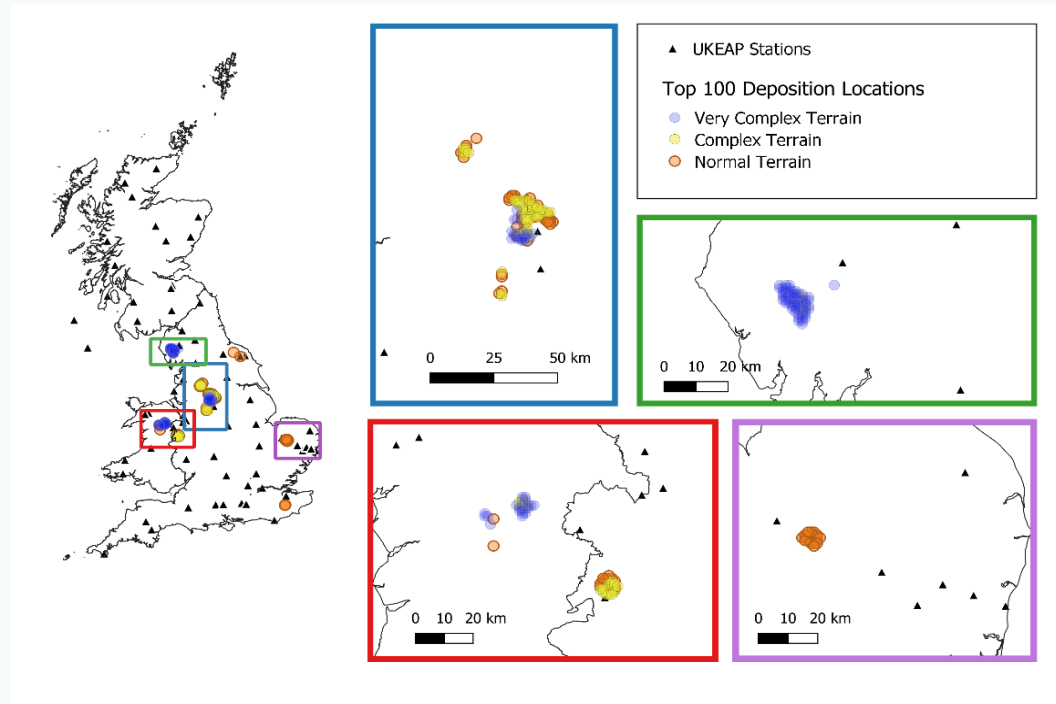 UKEAP Stations
Top 100 Deposition Locations
Very Complex Terrain
Complex Terrain
Normal Terrain
0 25 50 km
0 10 20 km
0 10 20 km
0 10 20 km